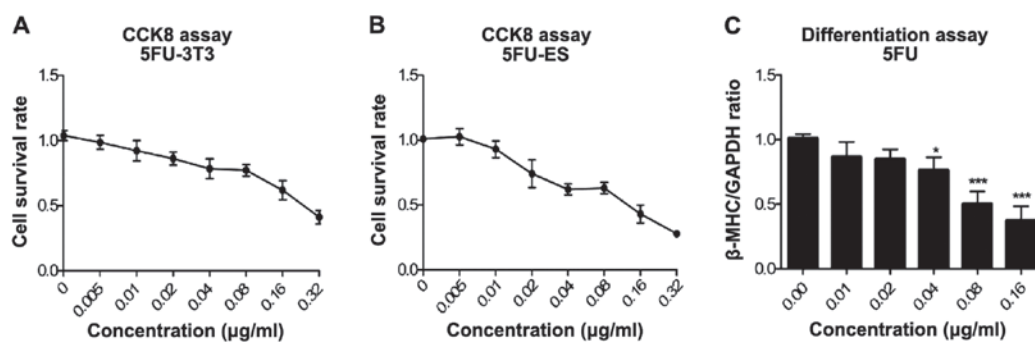 A
CCK8 assay
5FU-3T3
Cell survival rate
1.5
1.0
0.5
0.0
0 0.005 0.01 0.02 0.04 0.08 0.16 0.32
Concentration (μg/ml)
B
CCK8 assay
5FU-ES
Cell survival rate
1.5
1.0
0.5
0.0
0 0.005 0.01 0.02 0.04 0.08 0.16 0.32
Concentration (μg/ml)
C
Differentiation assay
5FU
β-MHC/GAPDH ratio
1.5
1.0
0.5
0.0
* *** ***
0.00 0.01 0.02 0.04 0.08 0.16
Concentration (μg/ml)